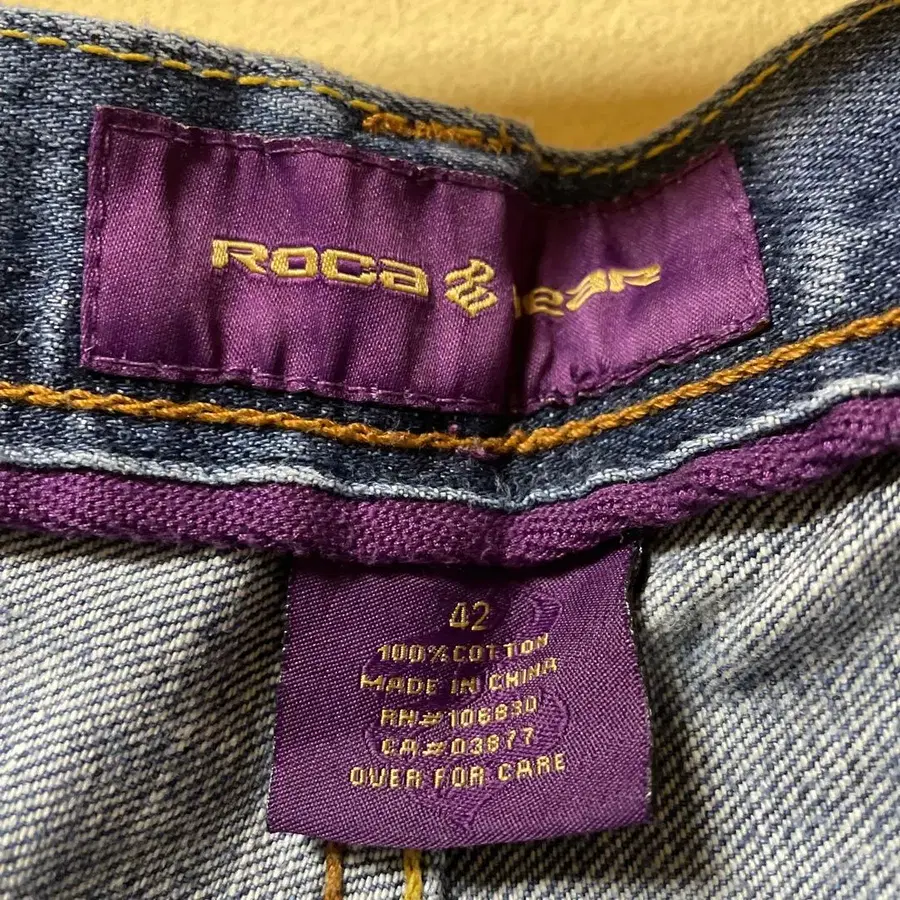 Roca Wear
42
100% COTTON
MADE IN CHINA
RN#106830
CA#03877
OVER FOR CARE